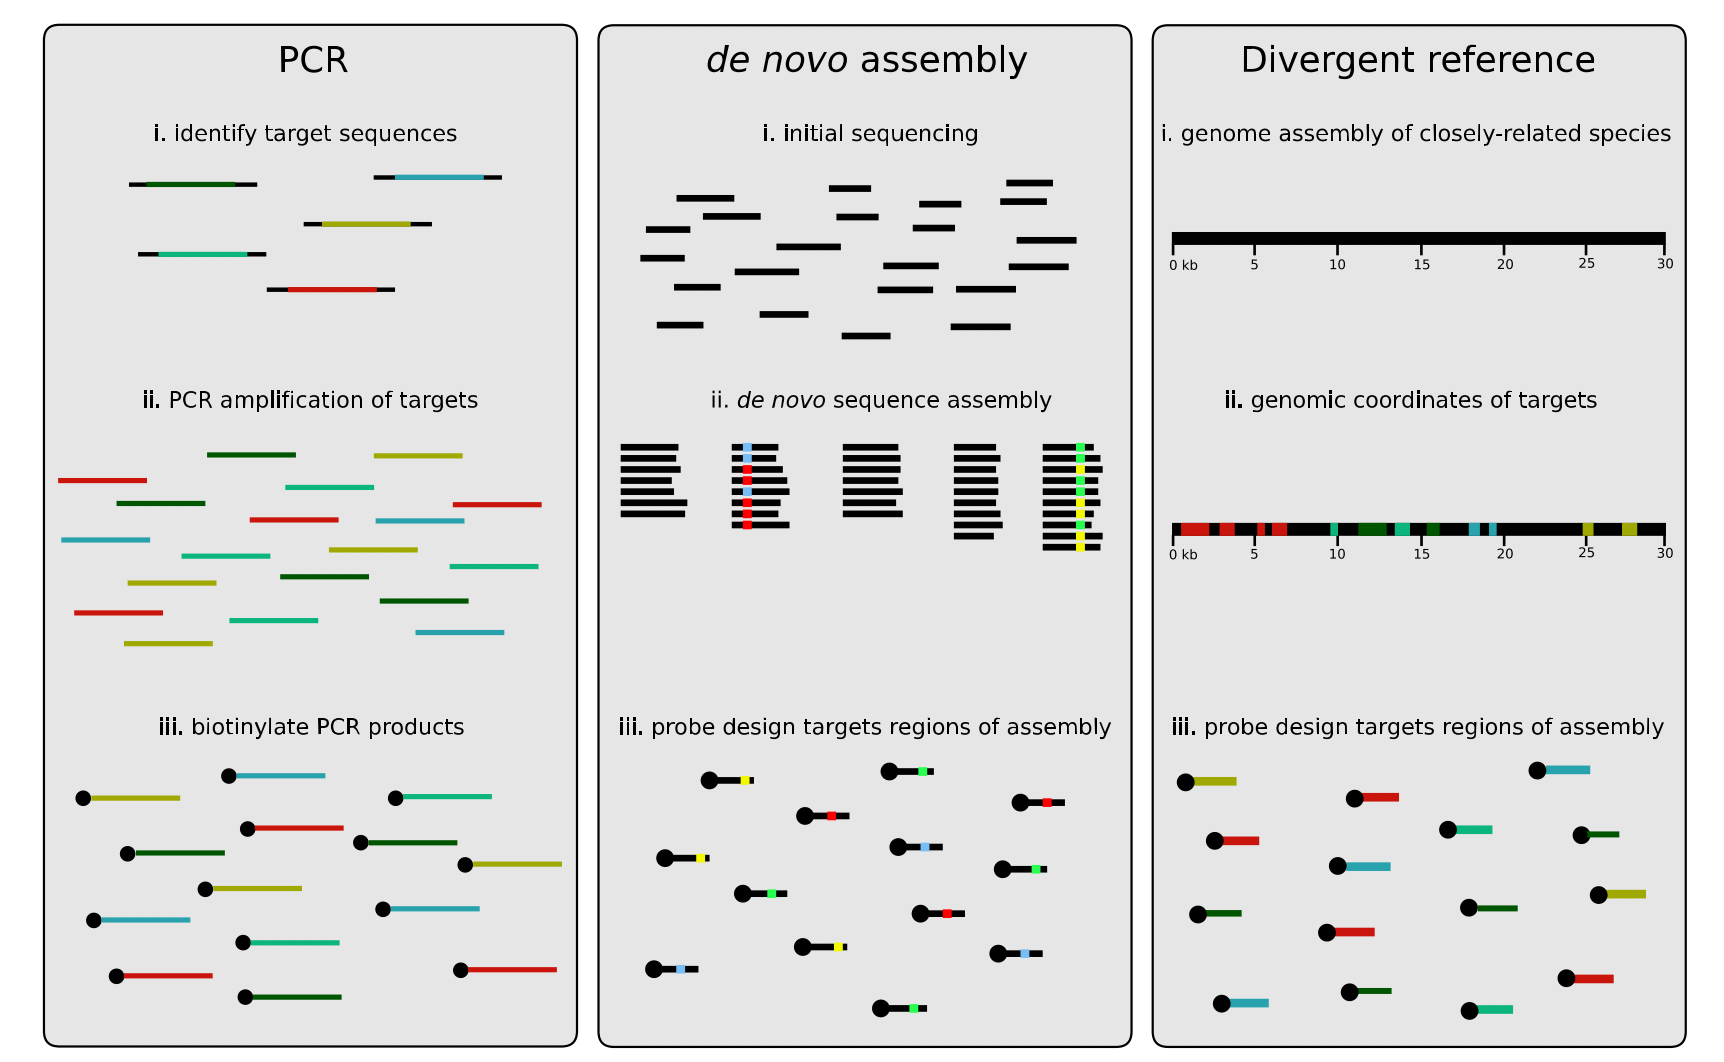 PCR
i. identify target sequences
ii. PCR amplification of targets
iii. biotinylate PCR products
de novo assembly
i. initial sequencing
ii. de novo sequence assembly
iii. probe design targets regions of assembly
Divergent reference
i. genome assembly of closely-related species
0 kb 5 10 15 20 25 30
ii. genomic coordinates of targets
0 kb 5 10 15 20 25 30
iii. probe design targets regions of assembly